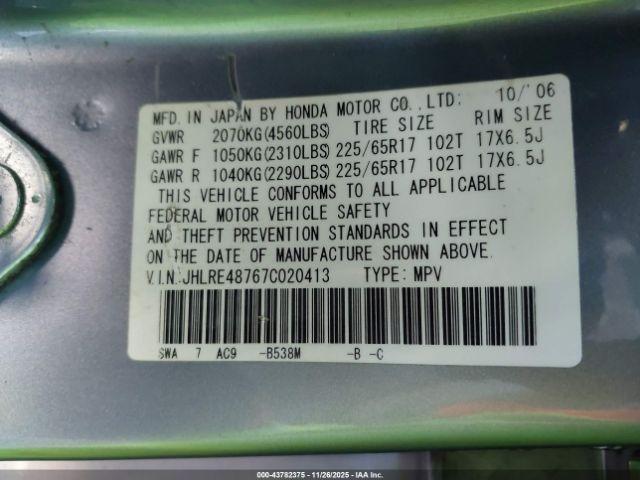 MFD. IN JAPAN BY HONDA MOTOR CO., LTD: 10/'06
GVWR 2070KG(4560LBS) TIRE SIZE RIM SIZE
GAWR F 1050KG(2310LBS) 225/65R17 102T 17X6.5J
GAWR R 1040KG(2290LBS) 225/65R17 102T 17X6.5J
THIS VEHICLE CONFORMS TO ALL APPLICABLE
FEDERAL MOTOR VEHICLE SAFETY
AND THEFT PREVENTION STANDARDS IN EFFECT
ON THE DATE OF MANUFACTURE SHOWN ABOVE.
V.I.N.:JHLRE48767C020413 TYPE: MPV
SWA 7 AC9 -B538M -B -C
000-43782375 | 11/26/2025 | IAA Inc.